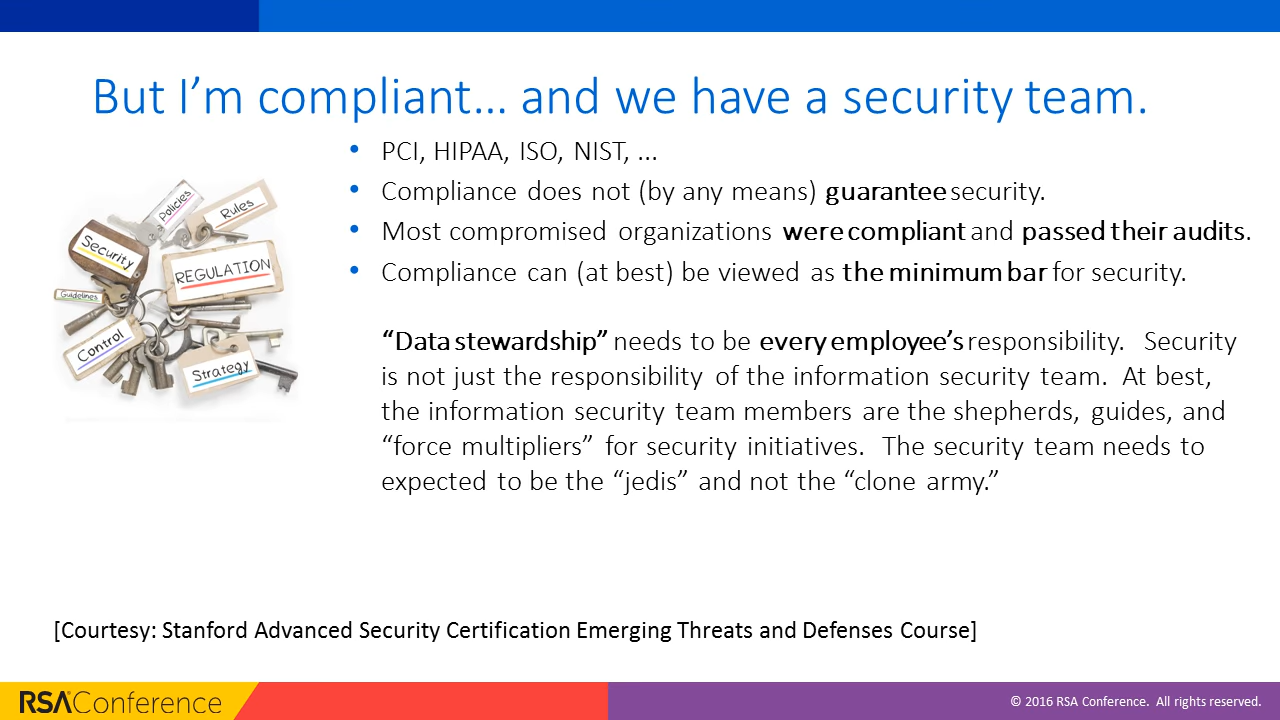 But I’m compliant… and we have a security team.
• PCI, HIPAA, ISO, NIST, ...
• Compliance does not (by any means) guarantee security.
• Most compromised organizations were compliant and passed their audits.
• Compliance can (at best) be viewed as the minimum bar for security.
“Data stewardship” needs to be every employee’s responsibility. Security
is not just the responsibility of the information security team. At best,
the information security team members are the shepherds, guides, and
“force multipliers” for security initiatives. The security team needs to
expected to be the “jedis” and not the “clone army.”
Policies
Rules
Security
REGULATION
Guidelines
Control
Strategy
[Courtesy: Stanford Advanced Security Certification Emerging Threats and Defenses Course]
RSAConference
© 2016 RSA Conference. All rights reserved.